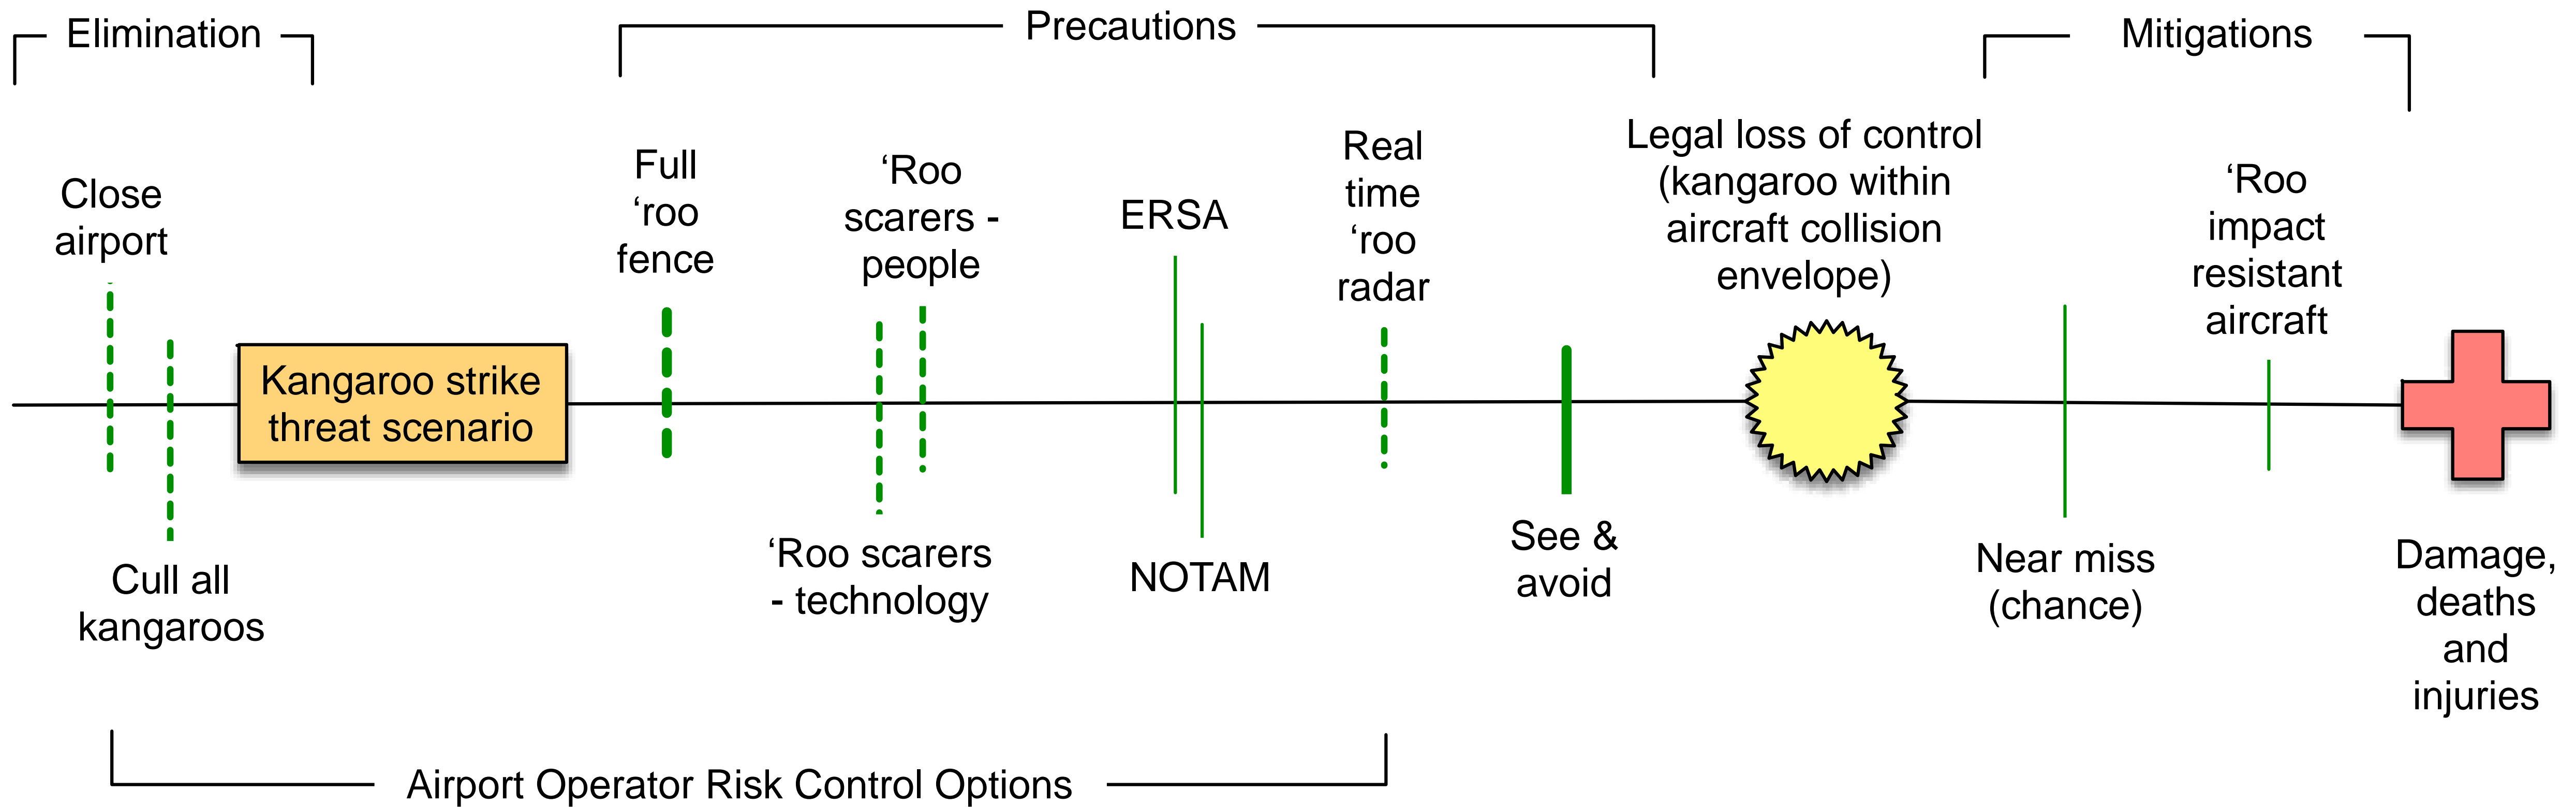 Elimination
Precautions
Mitigations
Close
airport
Cull all
kangaroos
Kangaroo strike
threat scenario
Full
‘roo
fence
‘Roo
scarers -
people
‘Roo scarers
- technology
ERSA
NOTAM
Real
time
‘roo
radar
See &
avoid
Legal loss of control
(kangaroo within
aircraft collision
envelope)
Near miss
(chance)
‘Roo
impact
resistant
aircraft
Damage,
deaths
and
injuries
Airport Operator Risk Control Options